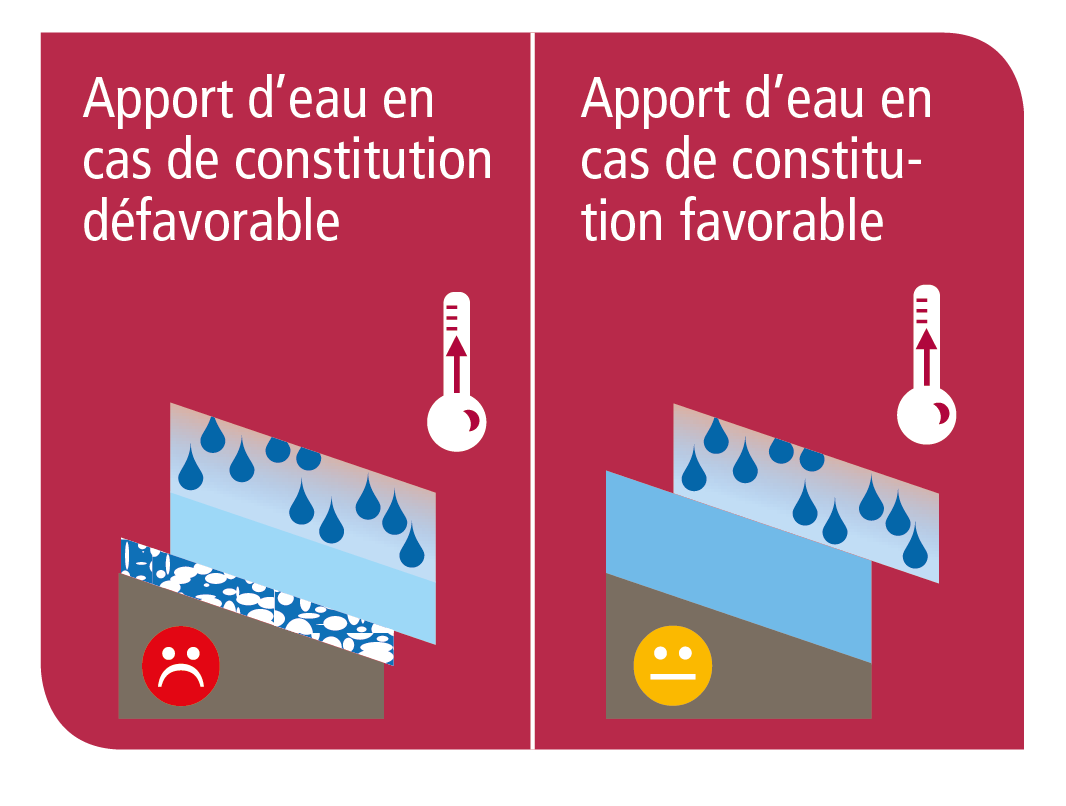 Apport d’eau en
cas de constitution
défavorable
Apport d’eau en
cas de constitu-
tion favorable